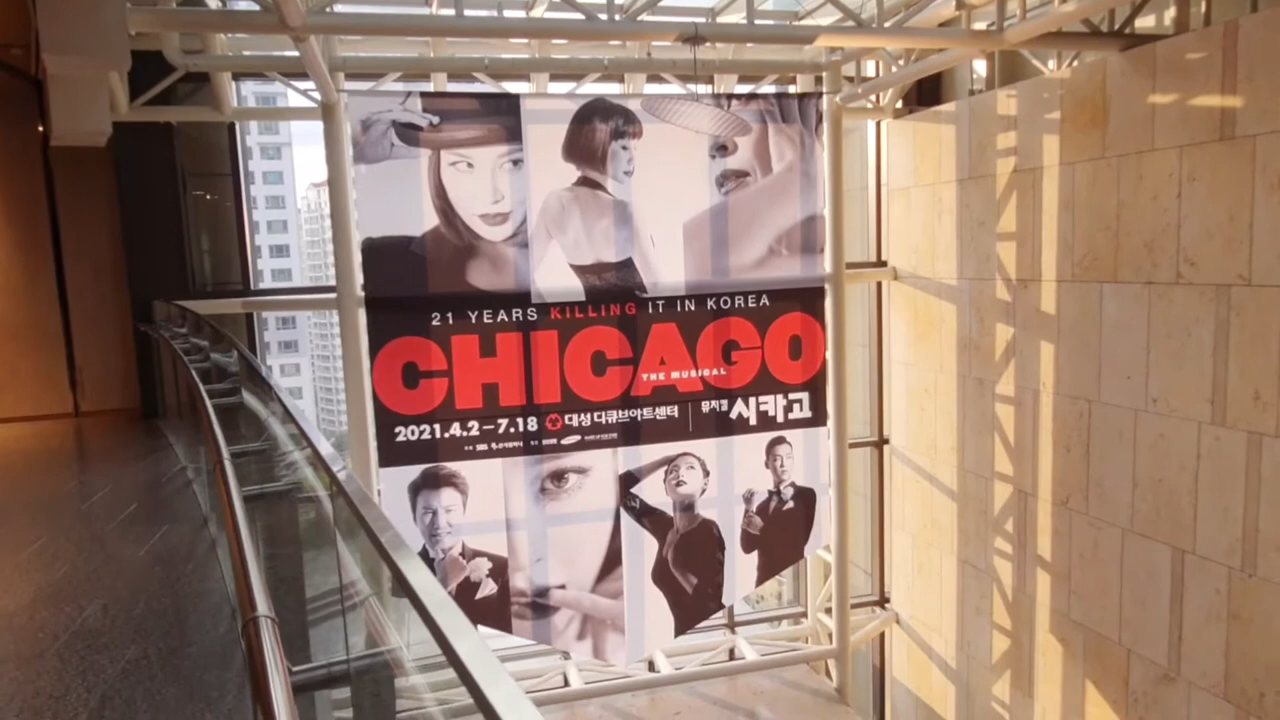 21 YEARS KILLING IT IN KOREA
CHICAGO
THE MUSICAL
2021.4.2–7.18 대성 디큐브아트센터 뮤지컬 시카고
SBS